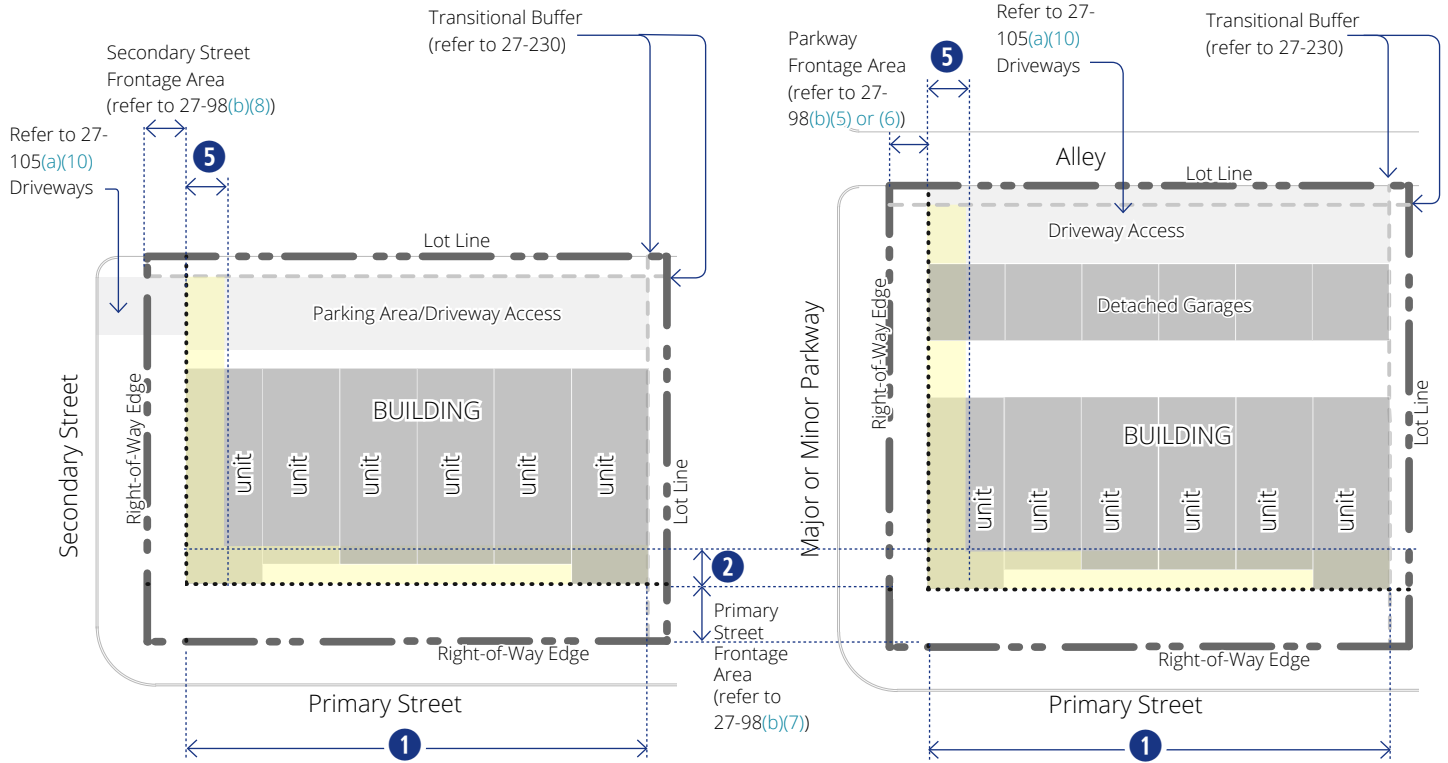 Transitional Buffer
(refer to 27-230)
Secondary Street
Frontage Area
(refer to 27-98(b)(8))
Refer to 27-
105(a)(10)
Driveways
5
Lot Line
Parking Area/Driveway Access
BUILDING
unit
unit
unit
unit
unit
unit
Secondary Street
Right-of-Way Edge
Lot Line
2
Primary
Street
Frontage
Area
(refer to
27-98(b)(7))
Right-of-Way Edge
Primary Street
1
Parkway
Frontage Area
(refer to 27-
98(b)(5) or (6))
5
Refer to 27-
105(a)(10)
Driveways
Transitional Buffer
(refer to 27-230)
Alley
Lot Line
Driveway Access
Detached Garages
BUILDING
unit
unit
unit
unit
unit
unit
Major or Minor Parkway
Right-of-Way Edge
Lot Line
Right-of-Way Edge
Primary Street
1